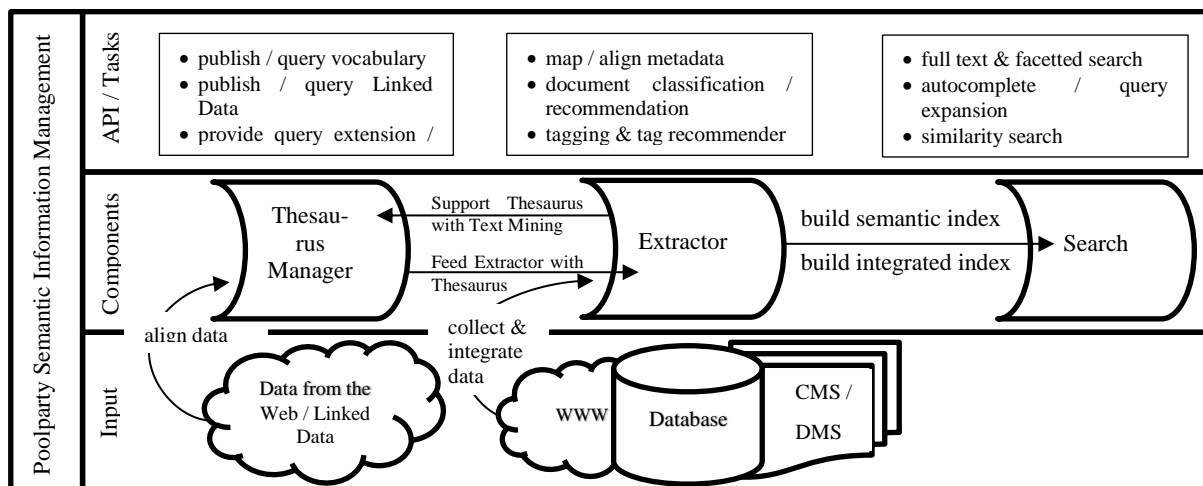 Poolparty Semantic Information Management
API / Tasks
• publish / query vocabulary
• publish / query Linked
Data
• provide query extension /
• map / align metadata
• document classification /
recommendation
• tagging & tag recommender
• full text & facetted search
• autocomplete / query
expansion
• similarity search
Components
Thesau-
rus
Manager
Support Thesaurus
with Text Mining
Feed Extractor with
Thesaurus
Extractor
build semantic index
build integrated index
Search
align data
collect &
integrate
data
Input
Data from the
Web / Linked
Data
WWW
Database
CMS /
DMS